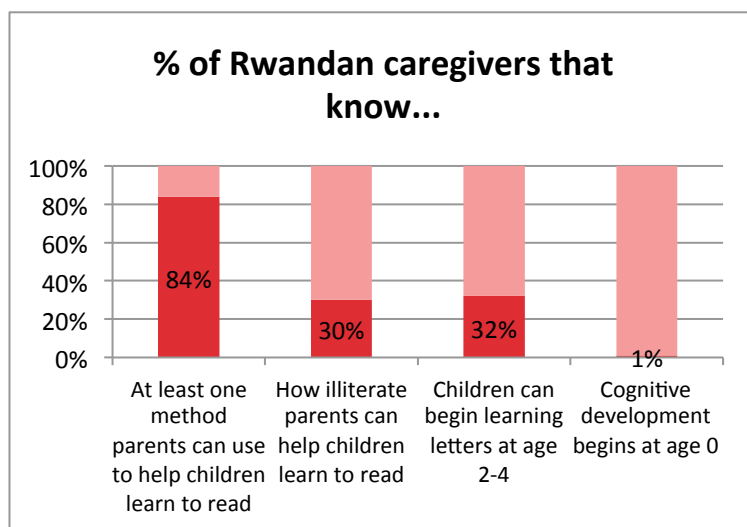 % of Rwandan caregivers that
know...
100%
80%
60%
40%
20%
0%
84%
30%
32%
1%
At least one
method
parents can use
to help children
learn to read
How illiterate
parents can
help children
learn to read
Children can
begin learning
letters at age
2-4
Cognitive
development
begins at age 0